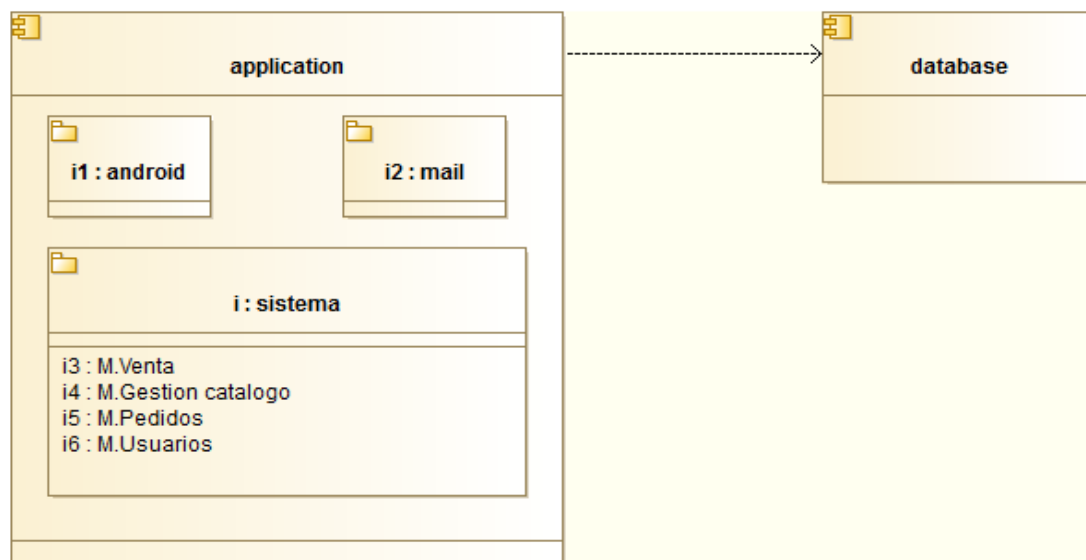 application
database
i1 : android
i2 : mail
i : sistema
i3 : M.Venta
i4 : M.Gestion catalogo
i5 : M.Pedidos
i6 : M.Usuarios